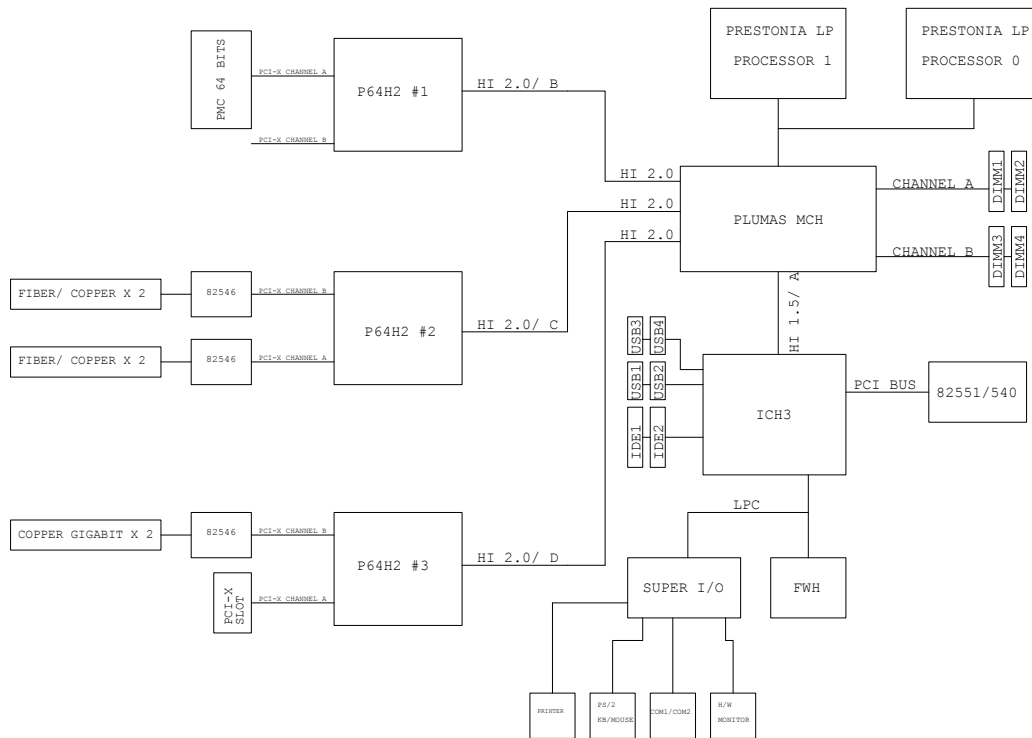 PRESTONIA LP
PROCESSOR 1
PRESTONIA LP
PROCESSOR 0
PMC 64 BITS
PCI-X CHANNEL A
PCI-X CHANNEL B
P64H2 #1
HI 2.0/ B
HI 2.0
HI 2.0
HI 2.0
PLUMAS MCH
CHANNEL A
DIMM1
DIMM2
CHANNEL B
DIMM3
DIMM4
FIBER/ COPPER X 2
82546
PCI-X CHANNEL B
FIBER/ COPPER X 2
82546
PCI-X CHANNEL A
P64H2 #2
HI 2.0/ C
HI 1.5/ A
USB3
USB4
USB1
USB2
IDE1
IDE2
ICH3
PCI BUS
82551/540
COPPER GIGABIT X 2
82546
PCI-X CHANNEL B
PCI-X
SLOT
PCI-X CHANNEL A
P64H2 #3
HI 2.0/ D
LPC
SUPER I/O
FWH
PRINTER
PS/2
KB/MOUSE
COM1/COM2
H/W
MONITOR